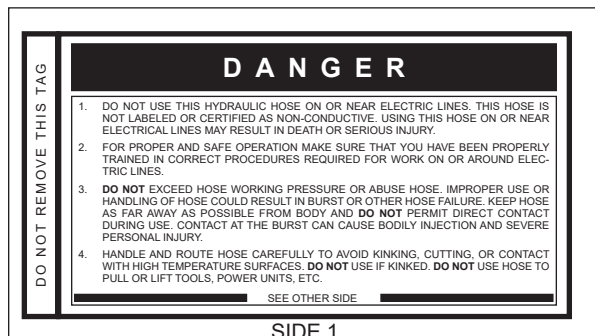 DO NOT REMOVE THIS TAG
DANGER
1. DO NOT USE THIS HYDRAULIC HOSE ON OR NEAR ELECTRIC LINES. THIS HOSE IS
NOT LABELED OR CERTIFIED AS NON-CONDUCTIVE. USING THIS HOSE ON OR NEAR
ELECTRICAL LINES MAY RESULT IN DEATH OR SERIOUS INJURY.
2. FOR PROPER AND SAFE OPERATION MAKE SURE THAT YOU HAVE BEEN PROPERLY
TRAINED IN CORRECT PROCEDURES REQUIRED FOR WORK ON OR AROUND ELEC-
TRIC LINES.
3. DO NOT EXCEED HOSE WORKING PRESSURE OR ABUSE HOSE. IMPROPER USE OR
HANDLING OF HOSE COULD RESULT IN BURST OR OTHER HOSE FAILURE. KEEP HOSE
AS FAR AWAY AS POSSIBLE FROM BODY AND DO NOT PERMIT DIRECT CONTACT
DURING USE. CONTACT AT THE BURST CAN CAUSE BODILY INJECTION AND SEVERE
PERSONAL INJURY.
4. HANDLE AND ROUTE HOSE CAREFULLY TO AVOID KINKING, CUTTING, OR CONTACT
WITH HIGH TEMPERATURE SURFACES. DO NOT USE IF KINKED. DO NOT USE HOSE TO
PULL OR LIFT TOOLS, POWER UNITS, ETC.
SEE OTHER SIDE
SIDE 1